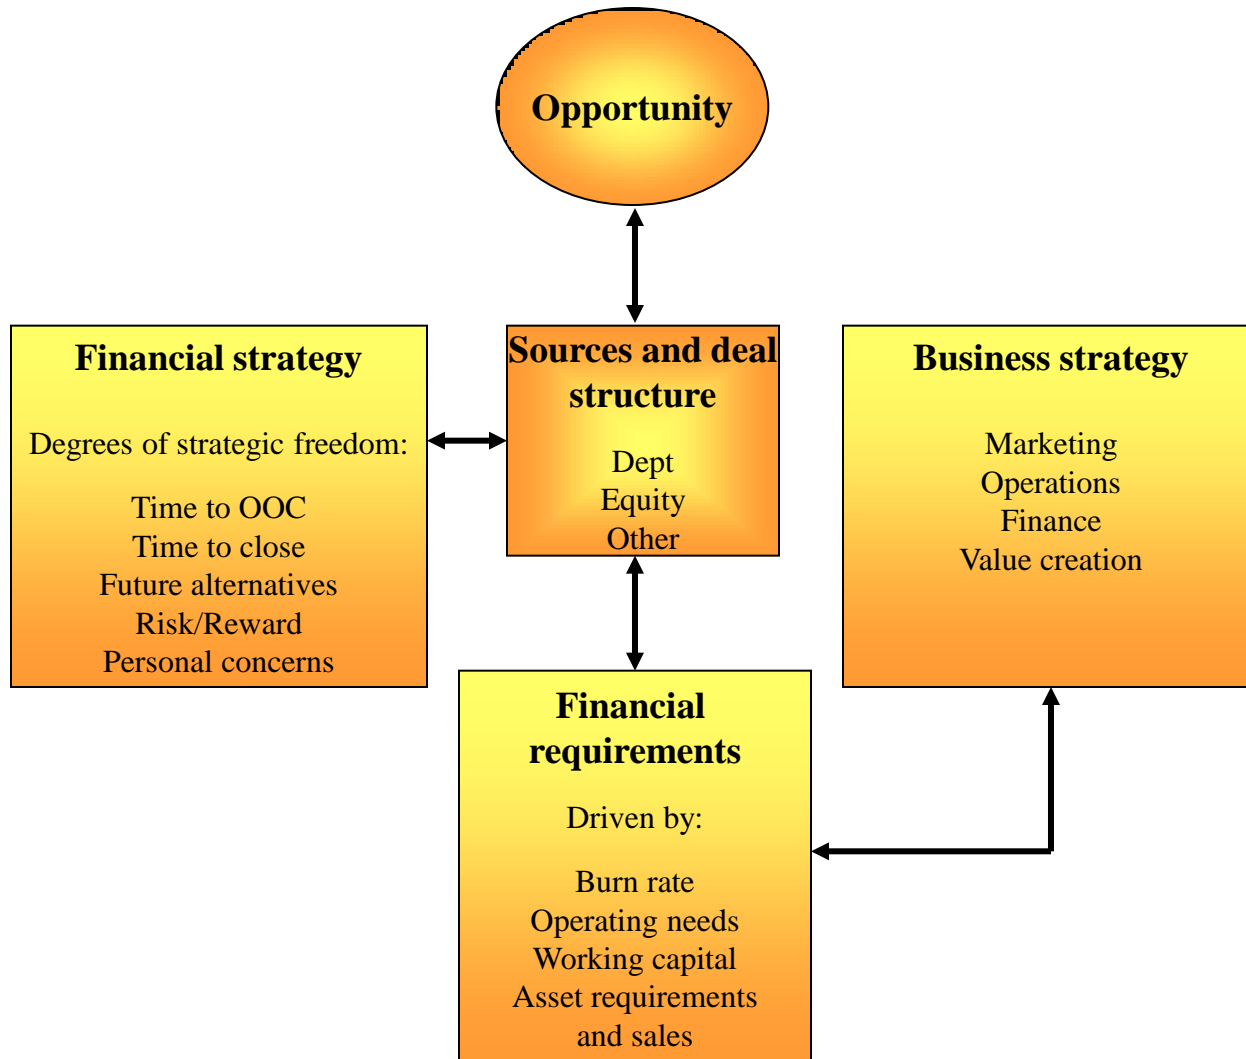 Opportunity
Financial strategy
Degrees of strategic freedom:
Time to OOC
Time to close
Future alternatives
Risk/Reward
Personal concerns
Sources and deal
structure
Dept
Equity
Other
Business strategy
Marketing
Operations
Finance
Value creation
Financial
requirements
Driven by:
Burn rate
Operating needs
Working capital
Asset requirements
and sales